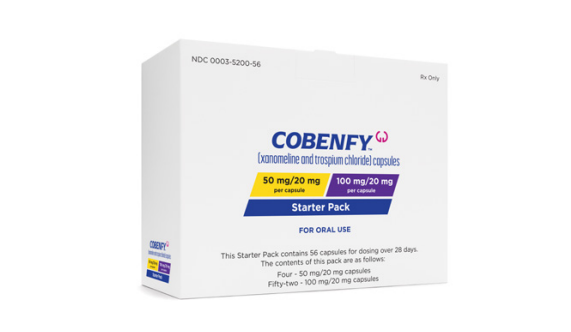 NDC 0003-5200-56
Rx Only
COBENFY™
(xanomeline and trospium chloride) capsules
50 mg/20 mg
per capsule
100 mg/20 mg
per capsule
Starter Pack
FOR ORAL USE
This Starter Pack contains 56 capsules for dosing over 28 days.
The contents of this pack are as follows:
Four - 50 mg/20 mg capsules
Fifty-two - 100 mg/20 mg capsules
COBENFY